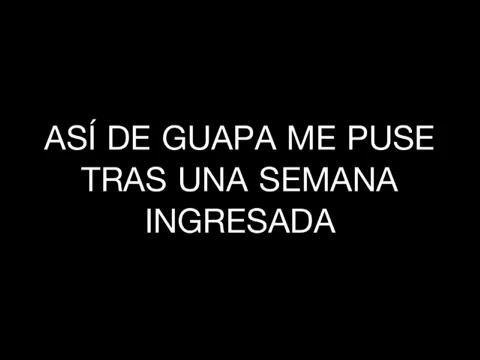 ASÍ DE GUAPA ME PUSE
TRAS UNA SEMANA
INGRESADA